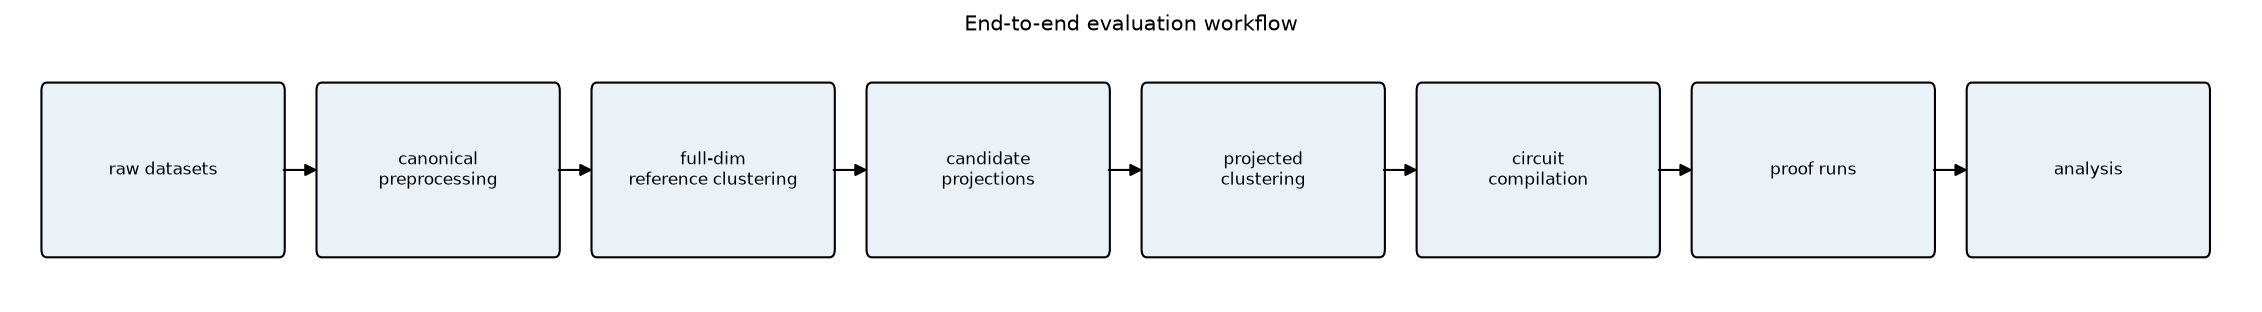 End-to-end evaluation workflow
raw datasets
canonical
preprocessing
full-dim
reference clustering
candidate
projections
projected
clustering
circuit
compilation
proof runs
analysis